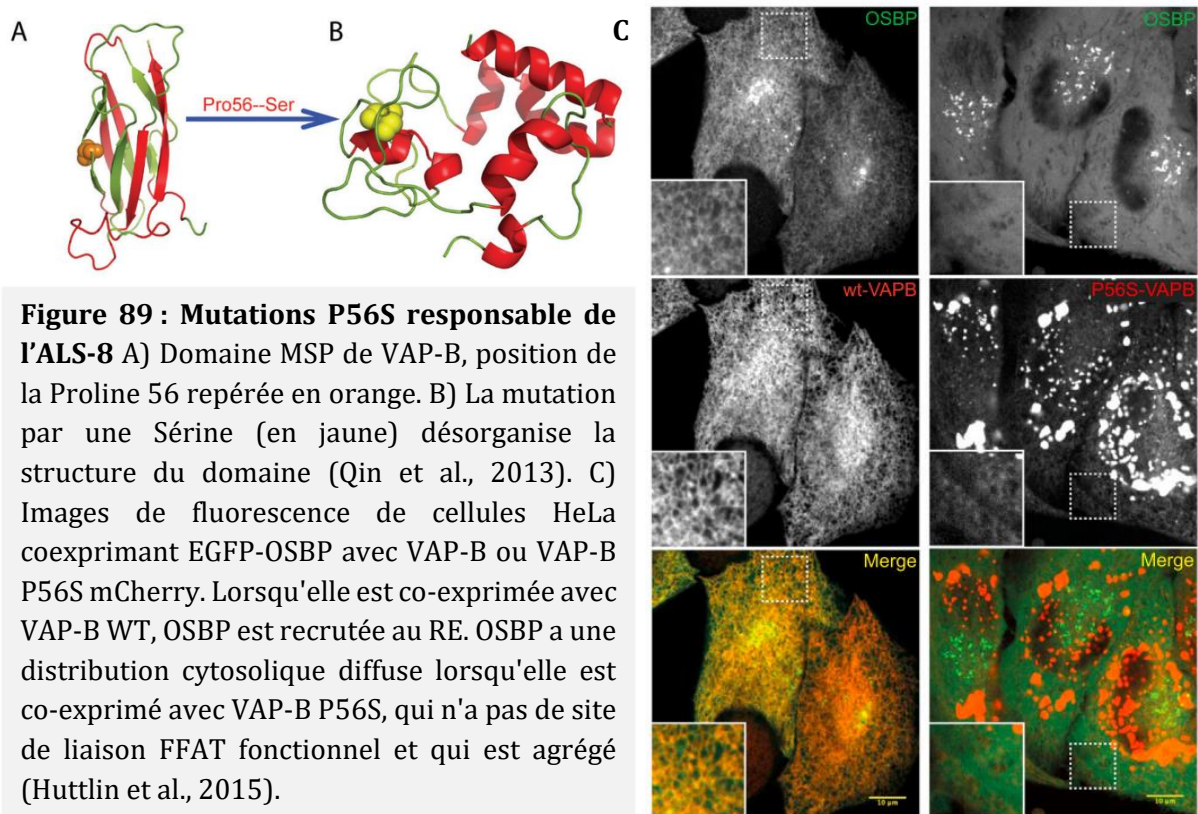 A
B
C
Pro56--Ser
OSBP
OSBP
wt-VAPB
P56S-VAPB
Merge
Merge
10 µm
10 µm
Figure 89 : Mutations P56S responsable de
l’ALS-8 A) Domaine MSP de VAP-B, position de
la Proline 56 repérée en orange. B) La mutation
par une Sérine (en jaune) désorganise la
structure du domaine (Qin et al., 2013). C)
Images de fluorescence de cellules HeLa
coexprimant EGFP-OSBP avec VAP-B ou VAP-B
P56S mCherry. Lorsqu'elle est co-exprimée avec
VAP-B WT, OSBP est recrutée au RE. OSBP a une
distribution cytosolique diffuse lorsqu'elle est
co-exprimé avec VAP-B P56S, qui n'a pas de site
de liaison FFAT fonctionnel et qui est agrégé
(Huttlin et al., 2015).